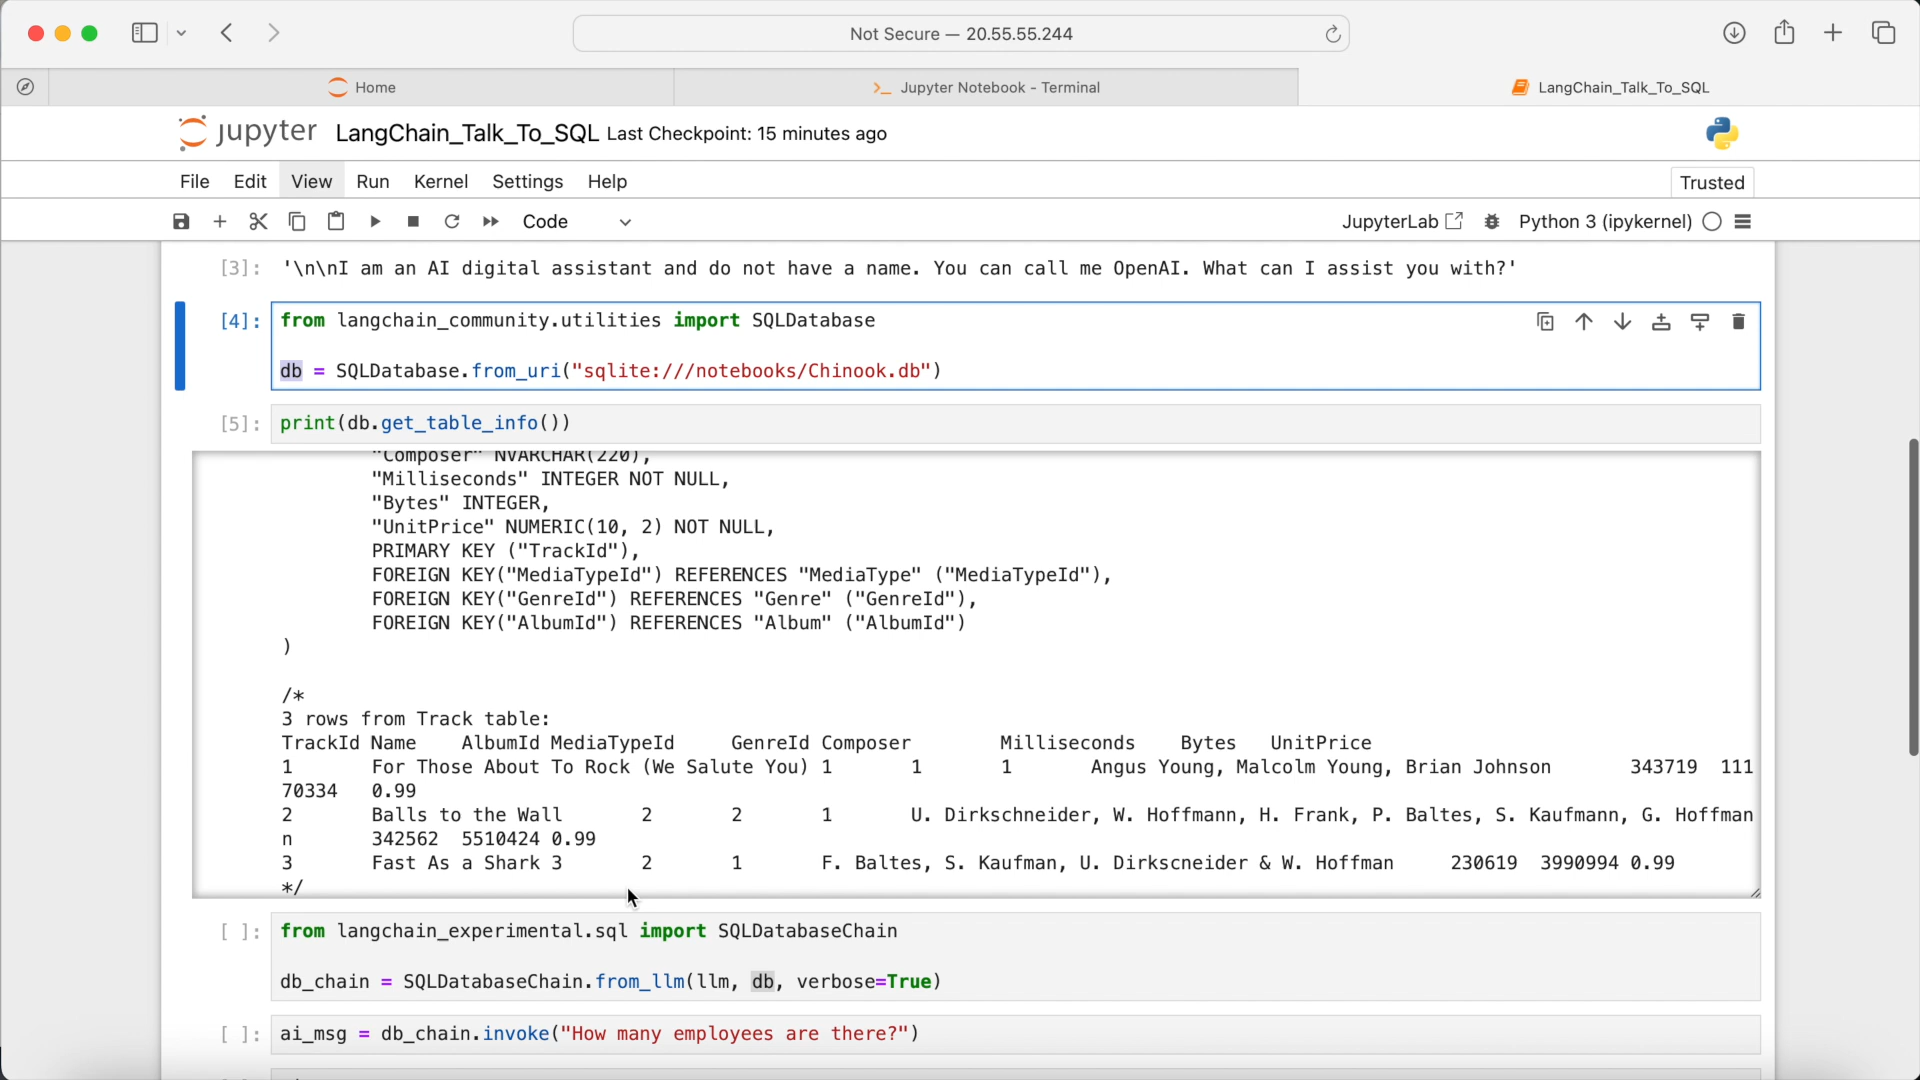 Not Secure — 20.55.55.244
Home
Jupyter Notebook - Terminal
LangChain_Talk_To_SQL
jupyter LangChain_Talk_To_SQL Last Checkpoint: 15 minutes ago
File Edit View Run Kernel Settings Help
Trusted
Code
JupyterLab
Python 3 (ipykernel)
[3]: '\n\nI am an AI digital assistant and do not have a name. You can call me OpenAI. What can I assist you with?'
[4]: from langchain_community.utilities import SQLDatabase
db = SQLDatabase.from_uri("sqlite:///notebooks/Chinook.db")
[5]: print(db.get_table_info())
"Composer" NVARCHAR(220),
"Milliseconds" INTEGER NOT NULL,
"Bytes" INTEGER,
"UnitPrice" NUMERIC(10, 2) NOT NULL,
PRIMARY KEY ("TrackId"),
FOREIGN KEY("MediaTypeId") REFERENCES "MediaType" ("MediaTypeId"),
FOREIGN KEY("GenreId") REFERENCES "Genre" ("GenreId"),
FOREIGN KEY("AlbumId") REFERENCES "Album" ("AlbumId")
)
/*
3 rows from Track table:
TrackId Name AlbumId MediaTypeId GenreId Composer Milliseconds Bytes UnitPrice
1 For Those About To Rock (We Salute You) 1 1 1 Angus Young, Malcolm Young, Brian Johnson 343719 111
70334 0.99
2 Balls to the Wall 2 2 1 U. Dirkschneider, W. Hoffmann, H. Frank, P. Baltes, S. Kaufmann, G. Hoffman
n 342562 5510424 0.99
3 Fast As a Shark 3 2 1 F. Baltes, S. Kaufman, U. Dirkscneider & W. Hoffman 230619 3990994 0.99
*/
[ ]: from langchain_experimental.sql import SQLDatabaseChain
db_chain = SQLDatabaseChain.from_llm(llm, db, verbose=True)
[ ]: ai_msg = db_chain.invoke("How many employees are there?")